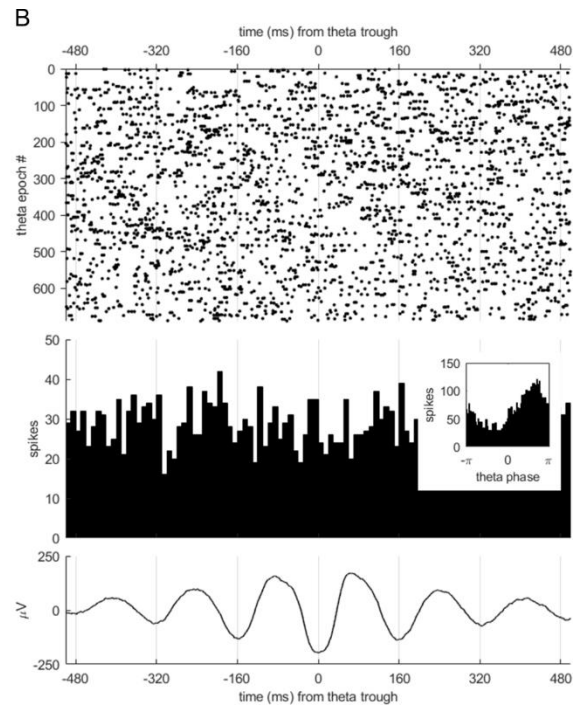 B
time (ms) from theta trough
-480 -320 -160 0 160 320 480
theta epoch #
0
100
200
300
400
500
600
spikes
50
40
30
20
10
0
spikes
150
100
50
0
-π 0 π
theta phase
μV
250
0
-250
-480 -320 -160 0 160 320 480
time (ms) from theta trough